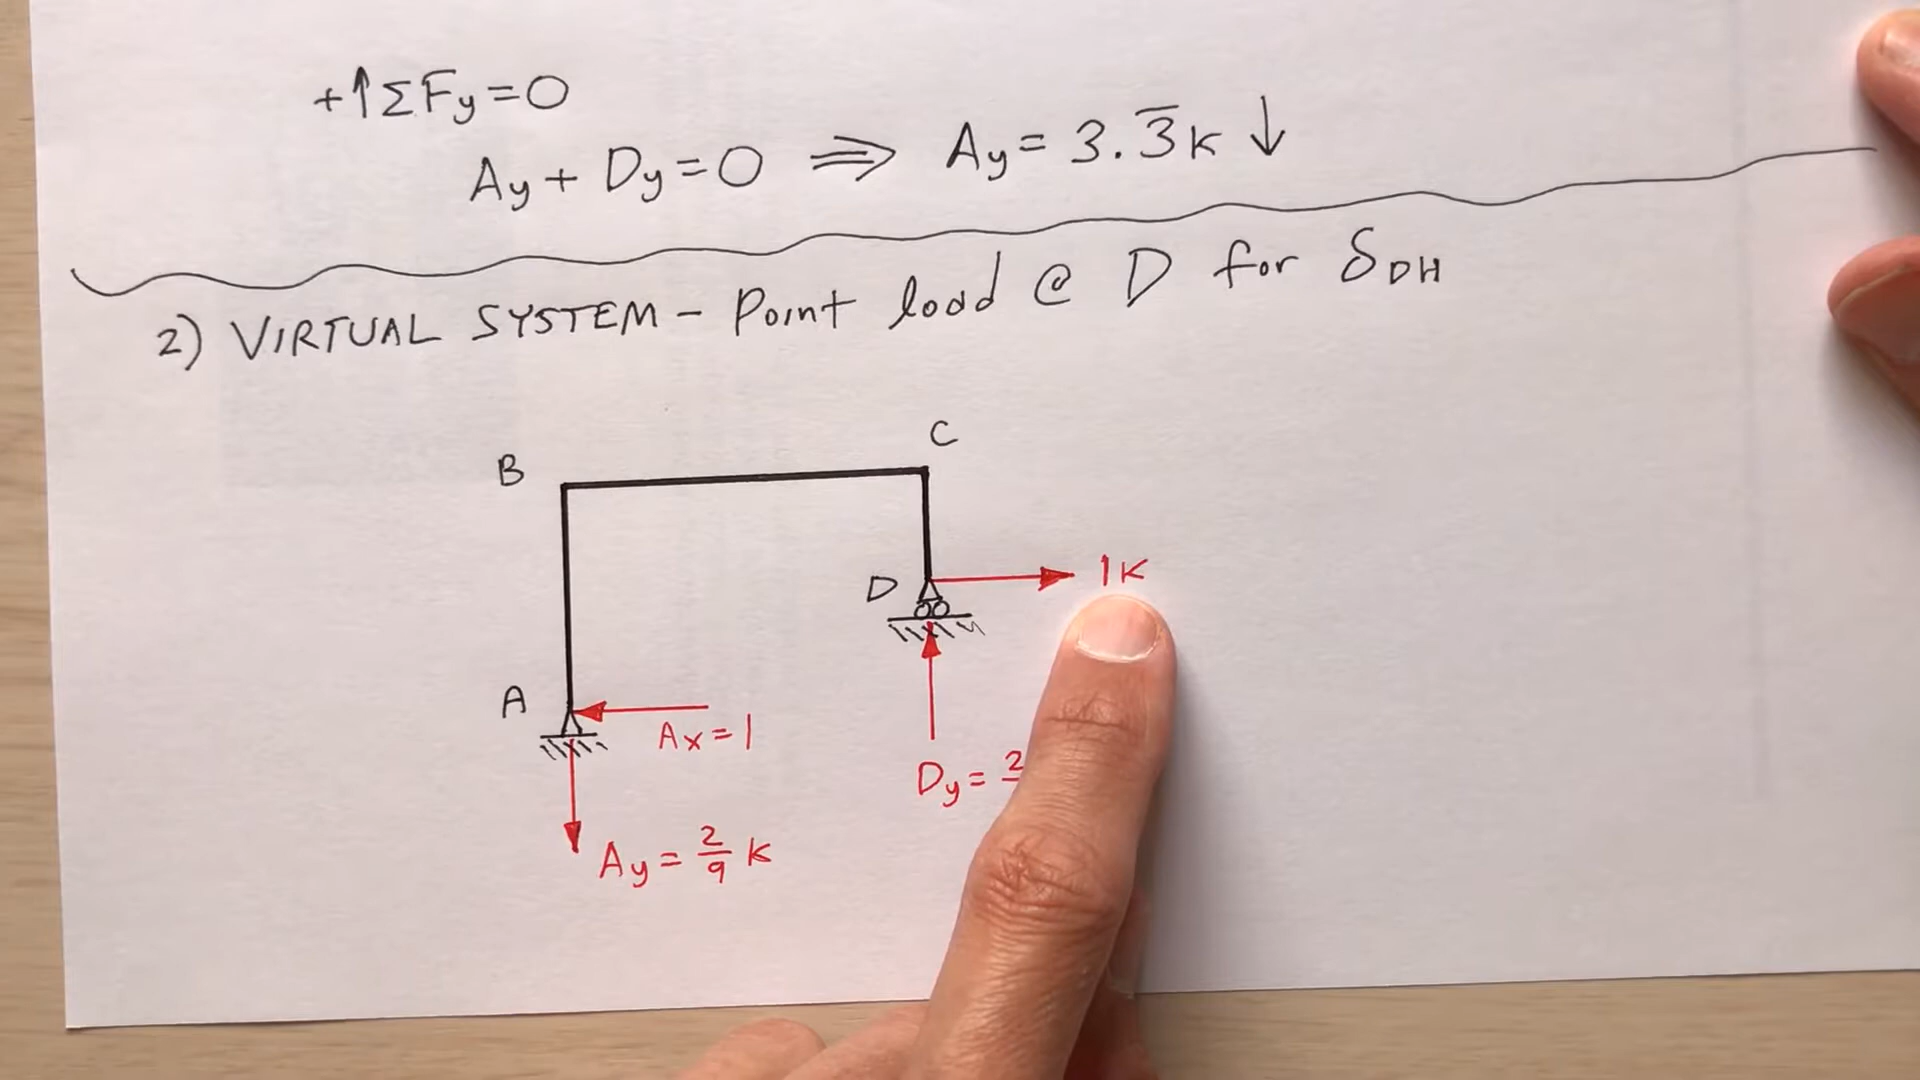 +↑ΣFy=0
Ay + Dy = 0 ⟹ Ay = 3.3̅ K ↓
2) VIRTUAL SYSTEM - Point load @ D for δDH
C
B
1K
D
A
Ax = 1
Dy = 2
Ay = 2/9 K